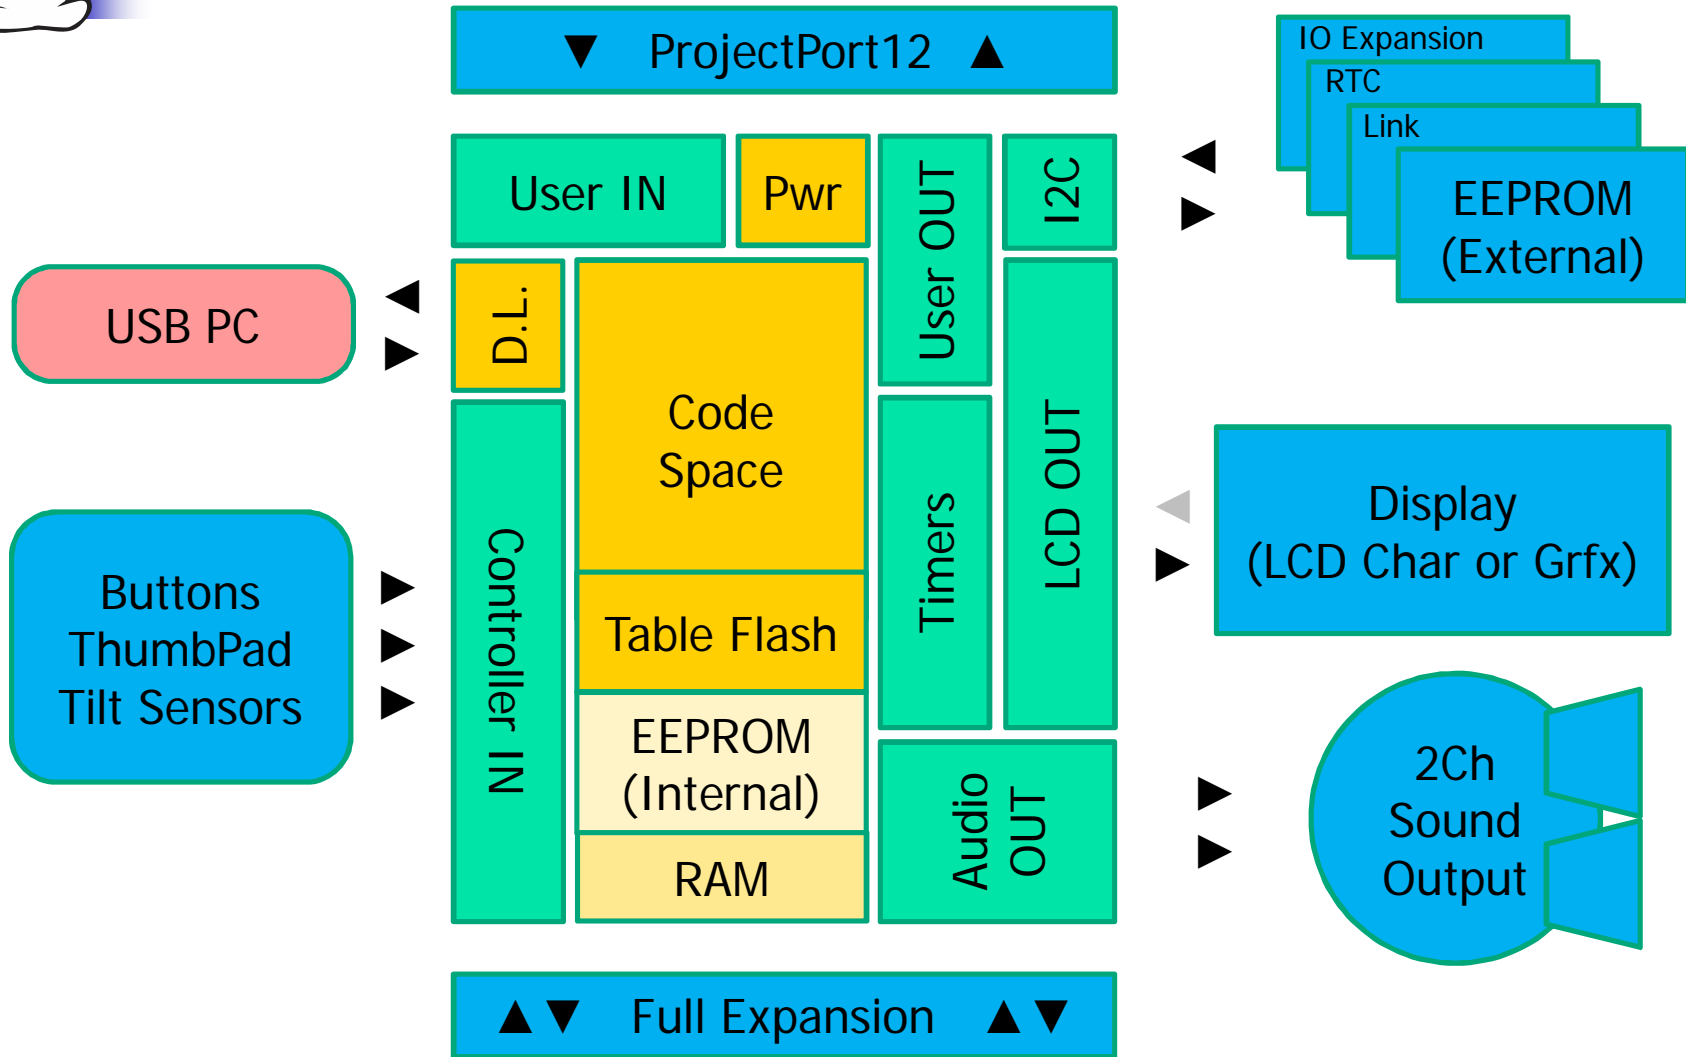 ProjectPort12
IO Expansion
RTC
Link
EEPROM
(External)
User IN
Pwr
User OUT
I2C
USB PC
D.L.
Code
Space
Controller IN
Timers
LCD OUT
Display
(LCD Char or Grfx)
Buttons
ThumbPad
Tilt Sensors
Table Flash
EEPROM
(Internal)
RAM
Audio
OUT
2Ch
Sound
Output
Full Expansion